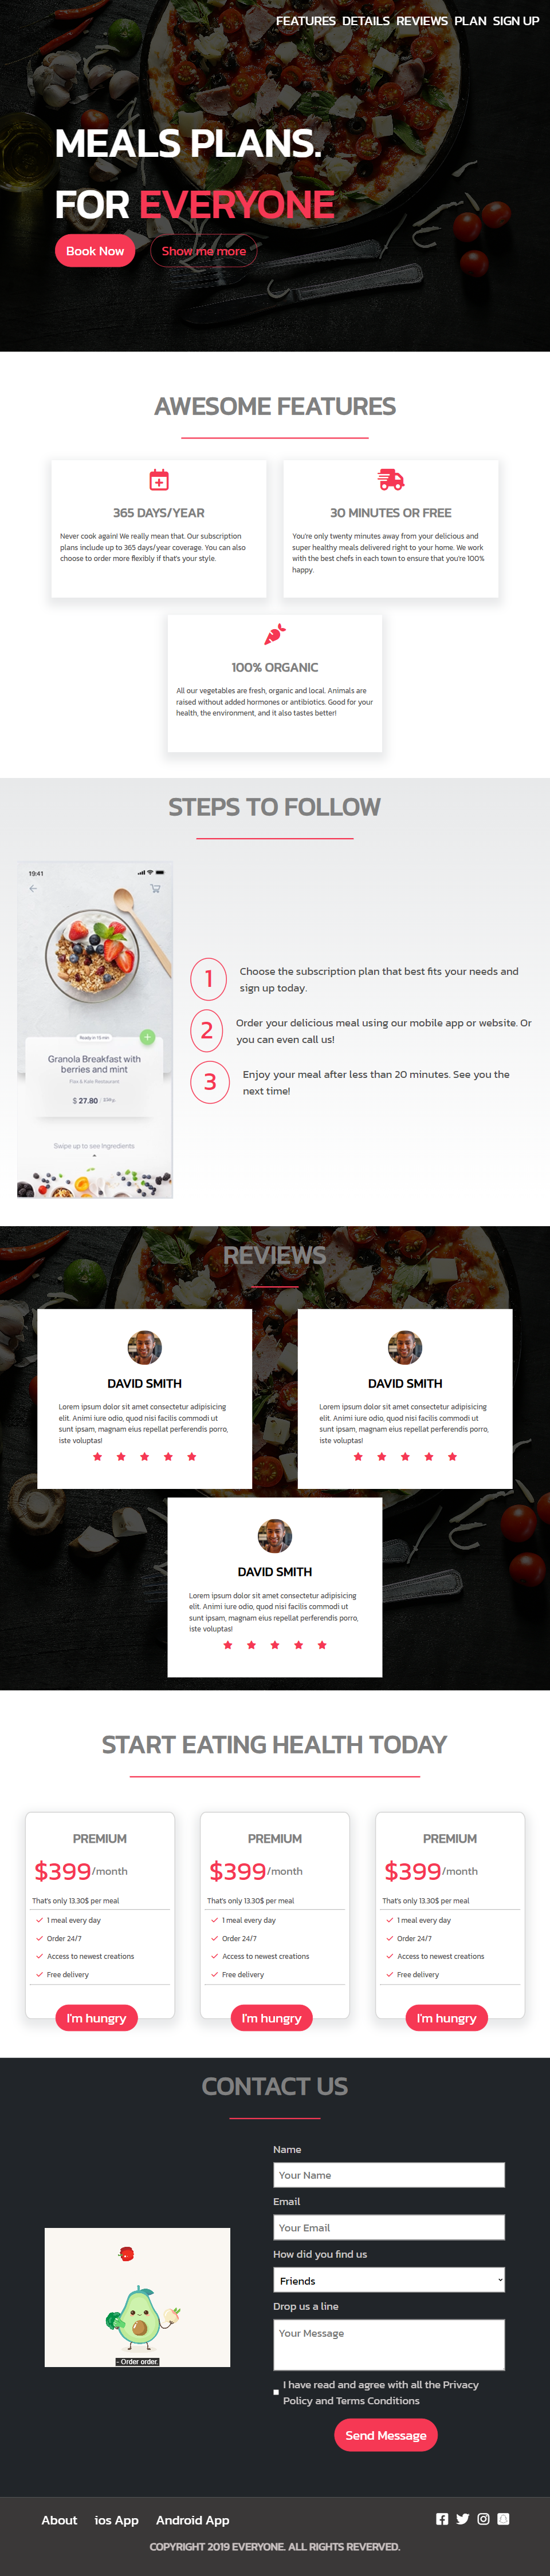 FEATURES DETAILS REVIEWS PLAN SIGN UP
MEALS PLANS.
FOR EVERYONE
Book Now Show me more
AWESOME FEATURES
365 DAYS/YEAR
Never cook again! We really mean that. Our subscription
plans include up to 365 days/year coverage. You can also
choose to order more flexibly if that's your style.
30 MINUTES OR FREE
You're only twenty minutes away from your delicious and
super healthy meals delivered right to your home. We work
with the best chefs in each town to ensure that you're 100%
happy.
100% ORGANIC
All our vegetables are fresh, organic and local. Animals are
raised without added hormones or antibiotics. Good for your
health, the environment, and it also tastes better!
STEPS TO FOLLOW
19:41
Ready in 15 min
Granola Breakfast with
berries and mint
Flax & Kale Restaurant
$ 27.80
Swipe up to see Ingredients
1 Choose the subscription plan that best fits your needs and
sign up today.
2 Order your delicious meal using our mobile app or website. Or
you can even call us!
3 Enjoy your meal after less than 20 minutes. See you the
next time!
REVIEWS
DAVID SMITH
Lorem ipsum dolor sit amet consectetur adipisicing
elit. Animi iure odio, quod nisi facilis commodi ut
sunt ipsam, magnam eius repellat perferendis porro,
iste voluptas!
DAVID SMITH
Lorem ipsum dolor sit amet consectetur adipisicing
elit. Animi iure odio, quod nisi facilis commodi ut
sunt ipsam, magnam eius repellat perferendis porro,
iste voluptas!
DAVID SMITH
Lorem ipsum dolor sit amet consectetur adipisicing
elit. Animi iure odio, quod nisi facilis commodi ut
sunt ipsam, magnam eius repellat perferendis porro,
iste voluptas!
START EATING HEALTH TODAY
PREMIUM
$399/month
That's only 13.30$ per meal
1 meal every day
Order 24/7
Access to newest creations
Free delivery
I'm hungry
PREMIUM
$399/month
That's only 13.30$ per meal
1 meal every day
Order 24/7
Access to newest creations
Free delivery
I'm hungry
PREMIUM
$399/month
That's only 13.30$ per meal
1 meal every day
Order 24/7
Access to newest creations
Free delivery
I'm hungry
CONTACT US
- Order order.
Name
Your Name
Email
Your Email
How did you find us
Friends
Drop us a line
Your Message
I have read and agree with all the Privacy
Policy and Terms Conditions
Send Message
About ios App Android App
COPYRIGHT 2019 EVERYONE. ALL RIGHTS REVERVED.